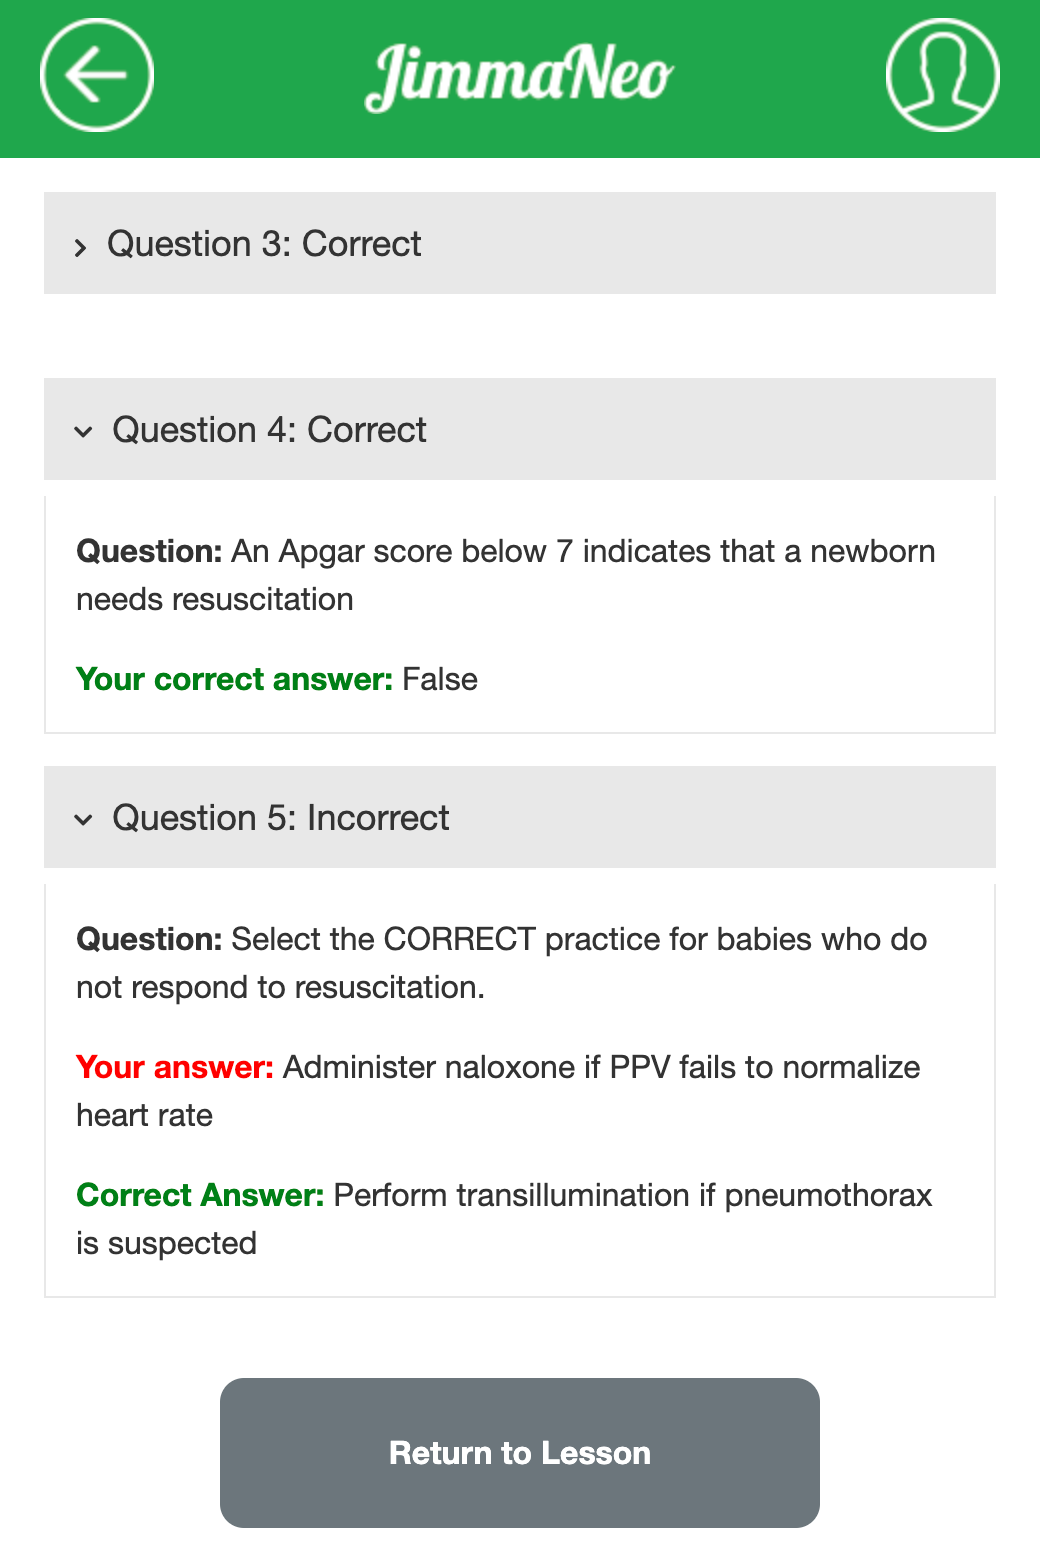 JimmaNeo
Question 3: Correct
Question 4: Correct
Question: An Apgar score below 7 indicates that a newborn
needs resuscitation
Your correct answer: False
Question 5: Incorrect
Question: Select the CORRECT practice for babies who do
not respond to resuscitation.
Your answer: Administer naloxone if PPV fails to normalize
heart rate
Correct Answer: Perform transillumination if pneumothorax
is suspected
Return to Lesson